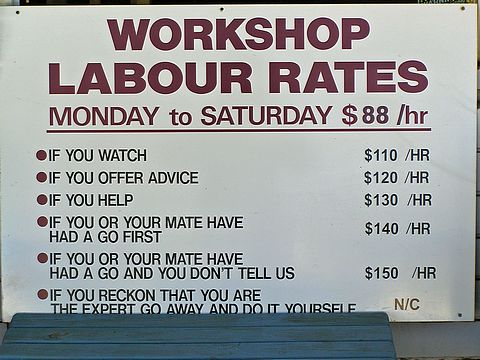 WORKSHOP
LABOUR RATES
MONDAY to SATURDAY $88 /hr
IF YOU WATCH $110 /HR
IF YOU OFFER ADVICE $120 /HR
IF YOU HELP $130 /HR
IF YOU OR YOUR MATE HAVE
HAD A GO FIRST $140 /HR
IF YOU OR YOUR MATE HAVE
HAD A GO AND YOU DON'T TELL US $150 /HR
IF YOU RECKON THAT YOU ARE
THE EXPERT GO AWAY AND DO IT YOURSELF N/C